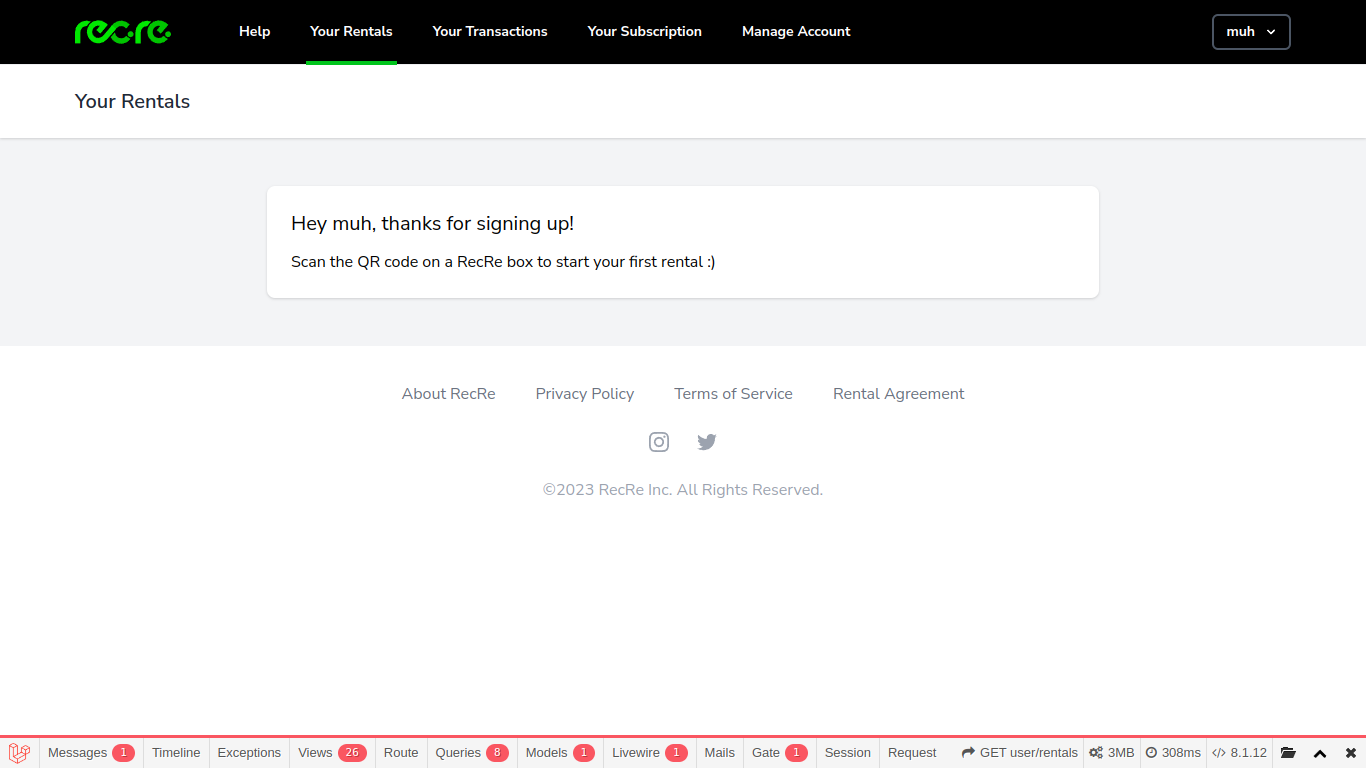 rec•re•
Help
Your Rentals
Your Transactions
Your Subscription
Manage Account
muh
Your Rentals
Hey muh, thanks for signing up!
Scan the QR code on a RecRe box to start your first rental :)
About RecRe
Privacy Policy
Terms of Service
Rental Agreement
©2023 RecRe Inc. All Rights Reserved.
Messages 1
Timeline
Exceptions
Views 26
Route
Queries 8
Models 1
Livewire 1
Mails
Gate 1
Session
Request
GET user/rentals
3MB
308ms
8.1.12